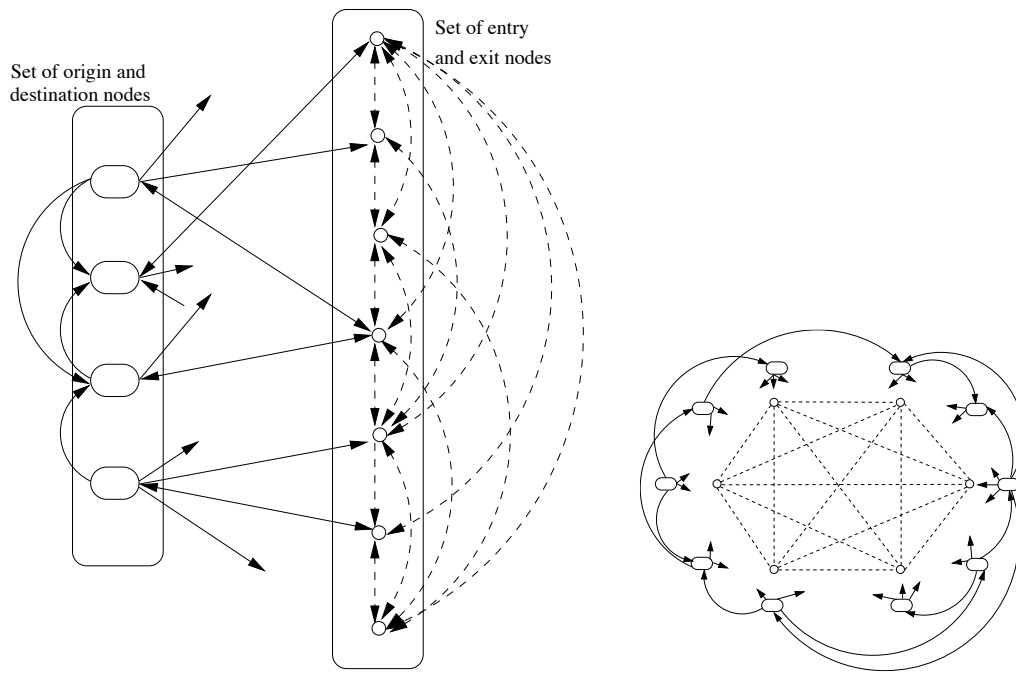 Set of entry
and exit nodes
Set of origin and
destination nodes